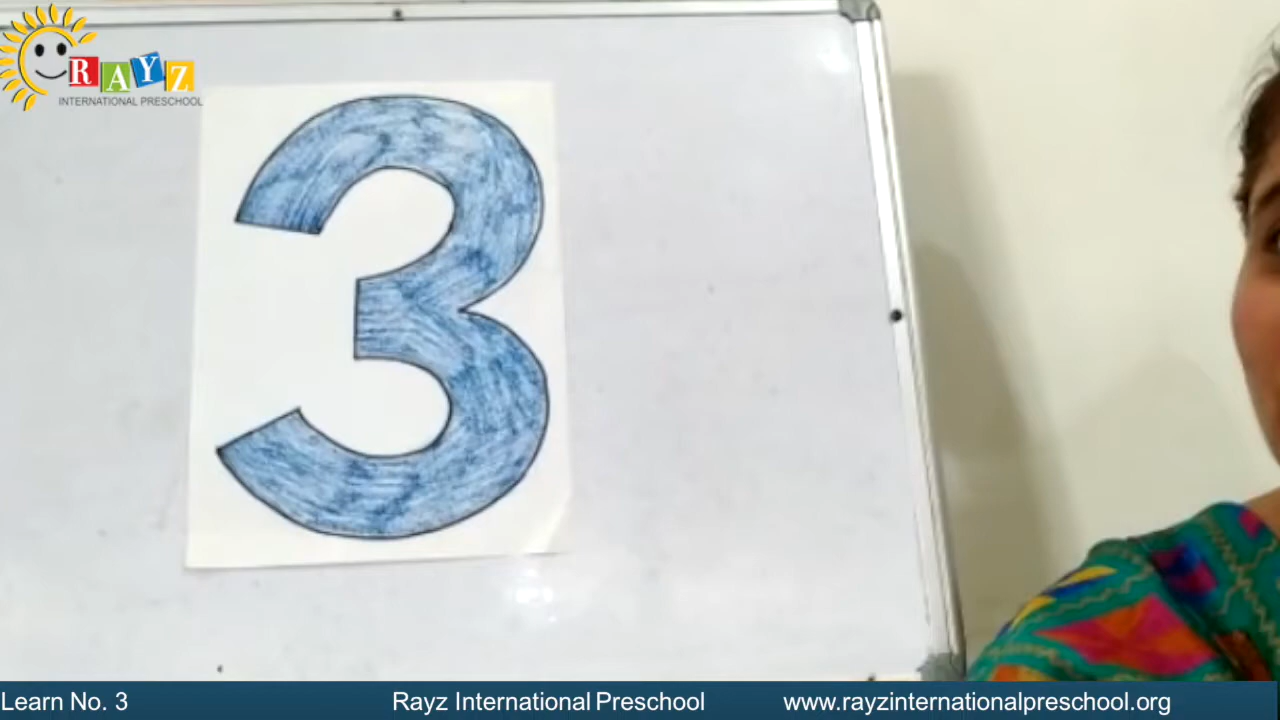 RAYZ
INTERNATIONAL PRESCHOOL
3
Learn No. 3
Rayz International Preschool
www.rayzinternationalpreschool.org